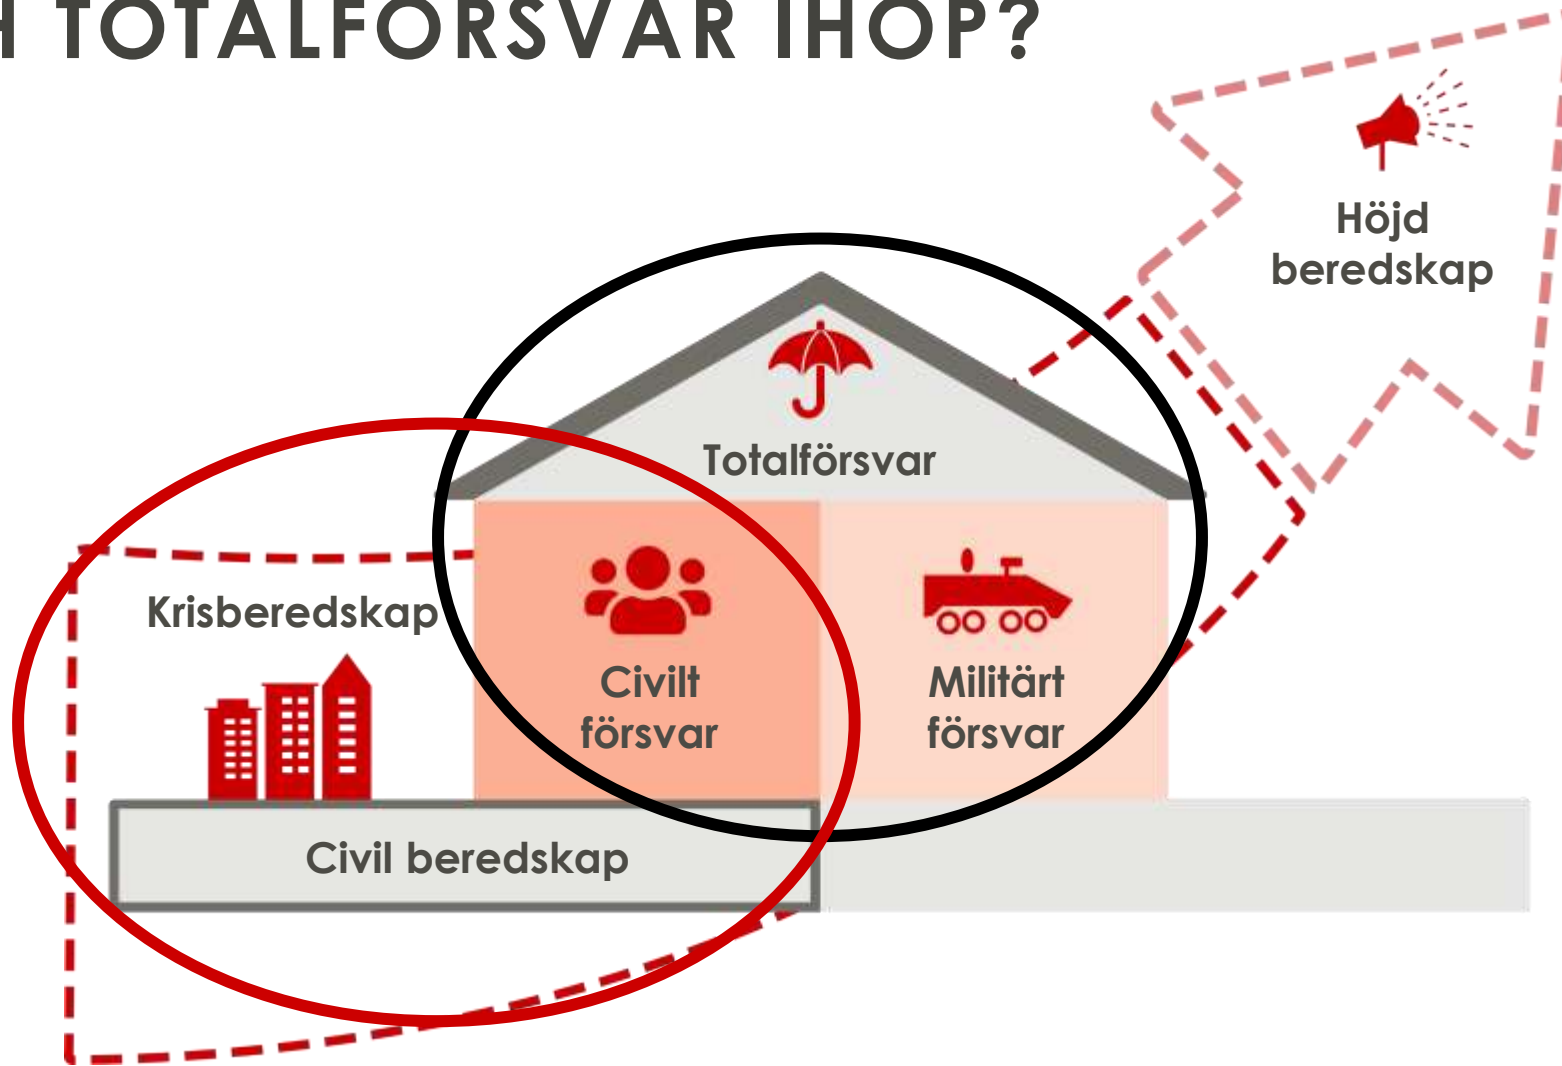 H TOTALFÖRSVAR IHOP?
Höjd
beredskap
Totalförsvar
Krisberedskap
Civilt
försvar
Militärt
försvar
Civil beredskap